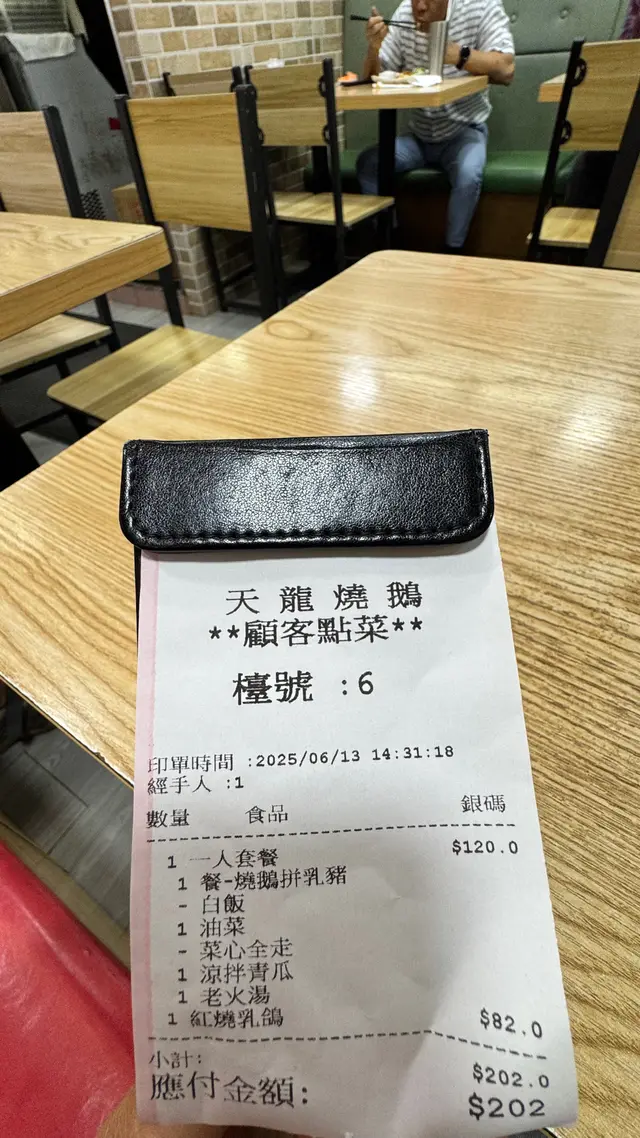 天龍燒鵝
**顧客點菜**
檯號 :6
印單時間 :2025/06/13 14:31:18
經手人 :1
數量 食品 銀碼
1 一人套餐 $120.0
1 餐-燒鵝拼乳豬
- 白飯
1 油菜
- 菜心全走
1 涼拌青瓜
1 老火湯
1 紅燒乳鴿 $82.0
小計: $202.0
應付金額: $202